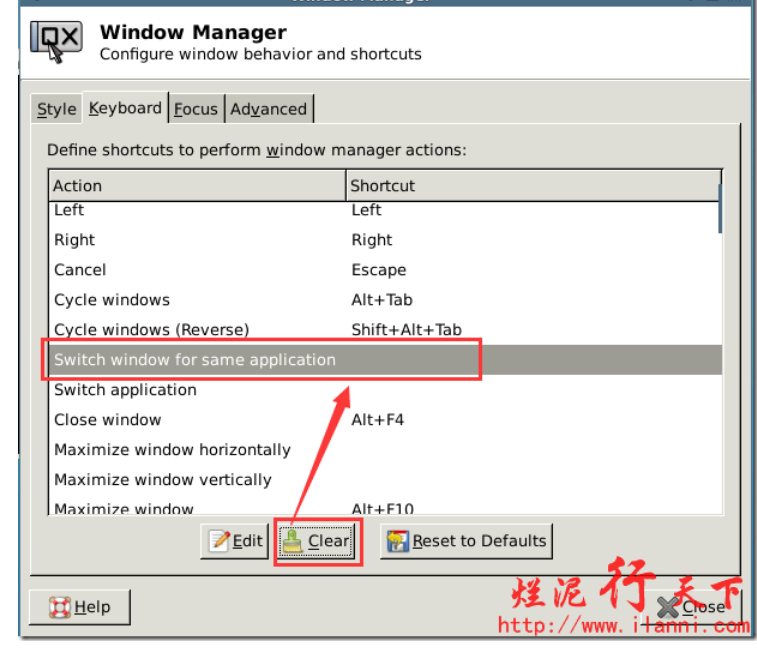 Window Manager
Window Manager
Configure window behavior and shortcuts
Style Keyboard Focus Advanced
Define shortcuts to perform window manager actions:
Action Shortcut
Left Left
Right Right
Cancel Escape
Cycle windows Alt+Tab
Cycle windows (Reverse) Shift+Alt+Tab
Switch window for same application
Switch application
Close window Alt+F4
Maximize window horizontally
Maximize window vertically
Maximize window Alt+F10
Edit Clear Reset to Defaults
烂泥行天下
Help Close
http://www.ilanni.com